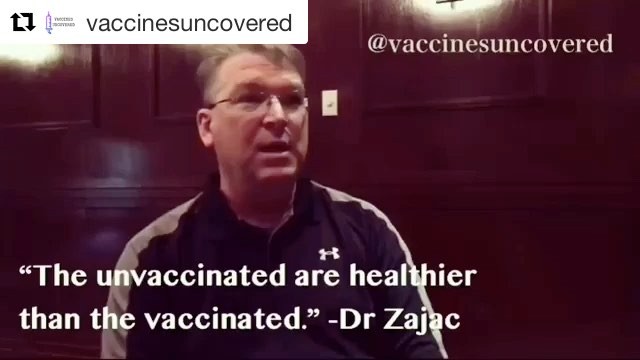 vaccinesuncovered
@vaccinesuncovered
“The unvaccinated are healthier
than the vaccinated.” -Dr Zajac